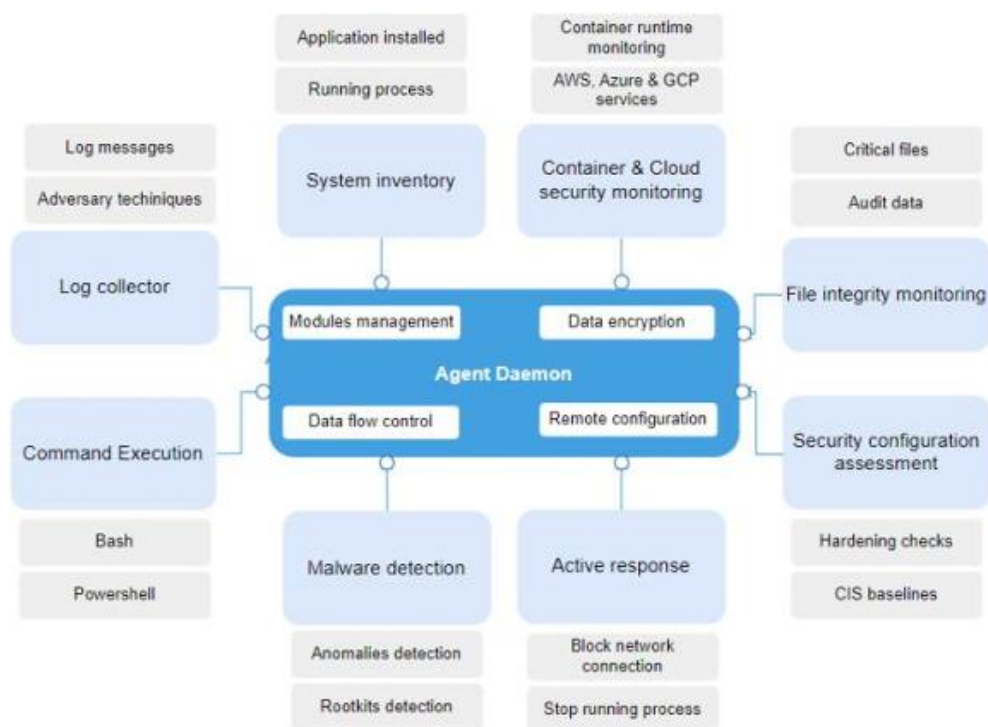 Application installed
Running process
System inventory
Container runtime
monitoring
AWS, Azure & GCP
services
Container & Cloud
security monitoring
Log messages
Adversary techiniques
Log collector
Critical files
Audit data
File integrity monitoring
Modules management
Data encryption
Agent Daemon
Data flow control
Remote configuration
Command Execution
Bash
Powershell
Security configuration
assessment
Hardening checks
CIS baselines
Malware detection
Anomalies detection
Rootkits detection
Active response
Block network
connection
Stop running process